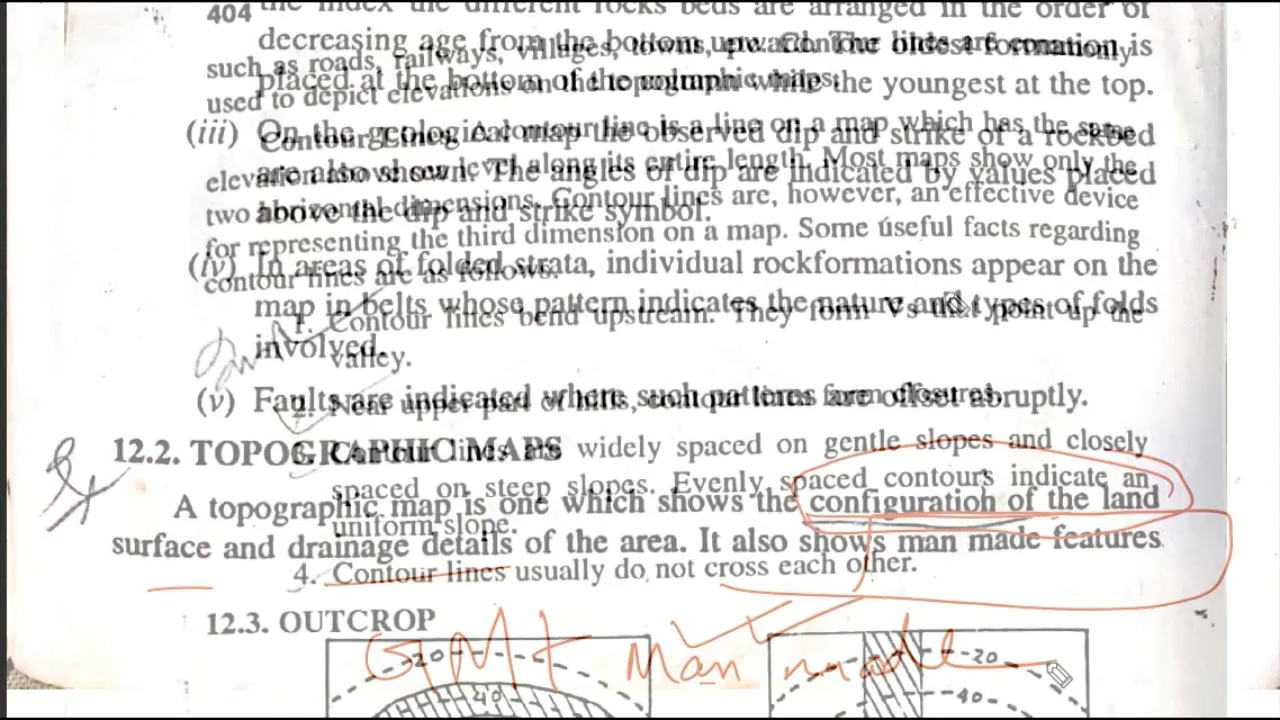 404
the index the different rocks beds are arranged in the order of
decreasing age from the bottom upward. The oldest formation is
such as roads, railways, villages, towns, etc. Contour lines are commonly
placed at the bottom of the column while the youngest at the top.
used to depict elevations on the topographic maps.
(iii) On the geological map the observed dip and strike of a rockbed
Contour Lines. A contour line is a line on a map which has the same
are also shown. The angles of dip are indicated by values placed
elevation above sea level along its entire length. Most maps show only the
above the dip and strike symbol.
two horizontal dimensions. Contour lines are, however, an effective device
for representing the third dimension on a map. Some useful facts regarding
(iv) In areas of folded strata, individual rockformations appear on the
contour lines are as follows:
map in belts whose pattern indicates the nature and types of folds
1. Contour lines bend upstream. They form Vs that point up the
involved.
valley.
(v) Faults are indicated where such patterns are offset abruptly.
2. Near upper part of hills, contour lines form closures.
12.2. TOPOGRAPHIC MAPS
3. Contour lines are widely spaced on gentle slopes and closely
spaced on steep slopes. Evenly spaced contours indicate an
A topographic map is one which shows the configuration of the land
uniform slope.
surface and drainage details of the area. It also shows man made features
4. Contour lines usually do not cross each other.
12.3. OUTCROP
Man made
20
20
40
40